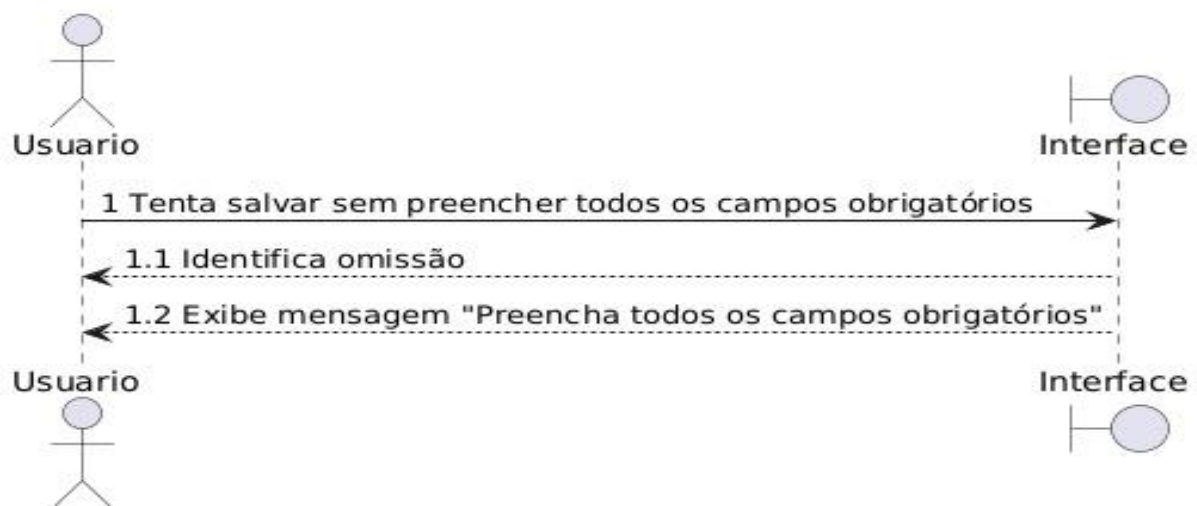 Usuario
Interface
1 Tenta salvar sem preencher todos os campos obrigatórios
1.1 Identifica omissão
1.2 Exibe mensagem "Preencha todos os campos obrigatórios"
Usuario
Interface